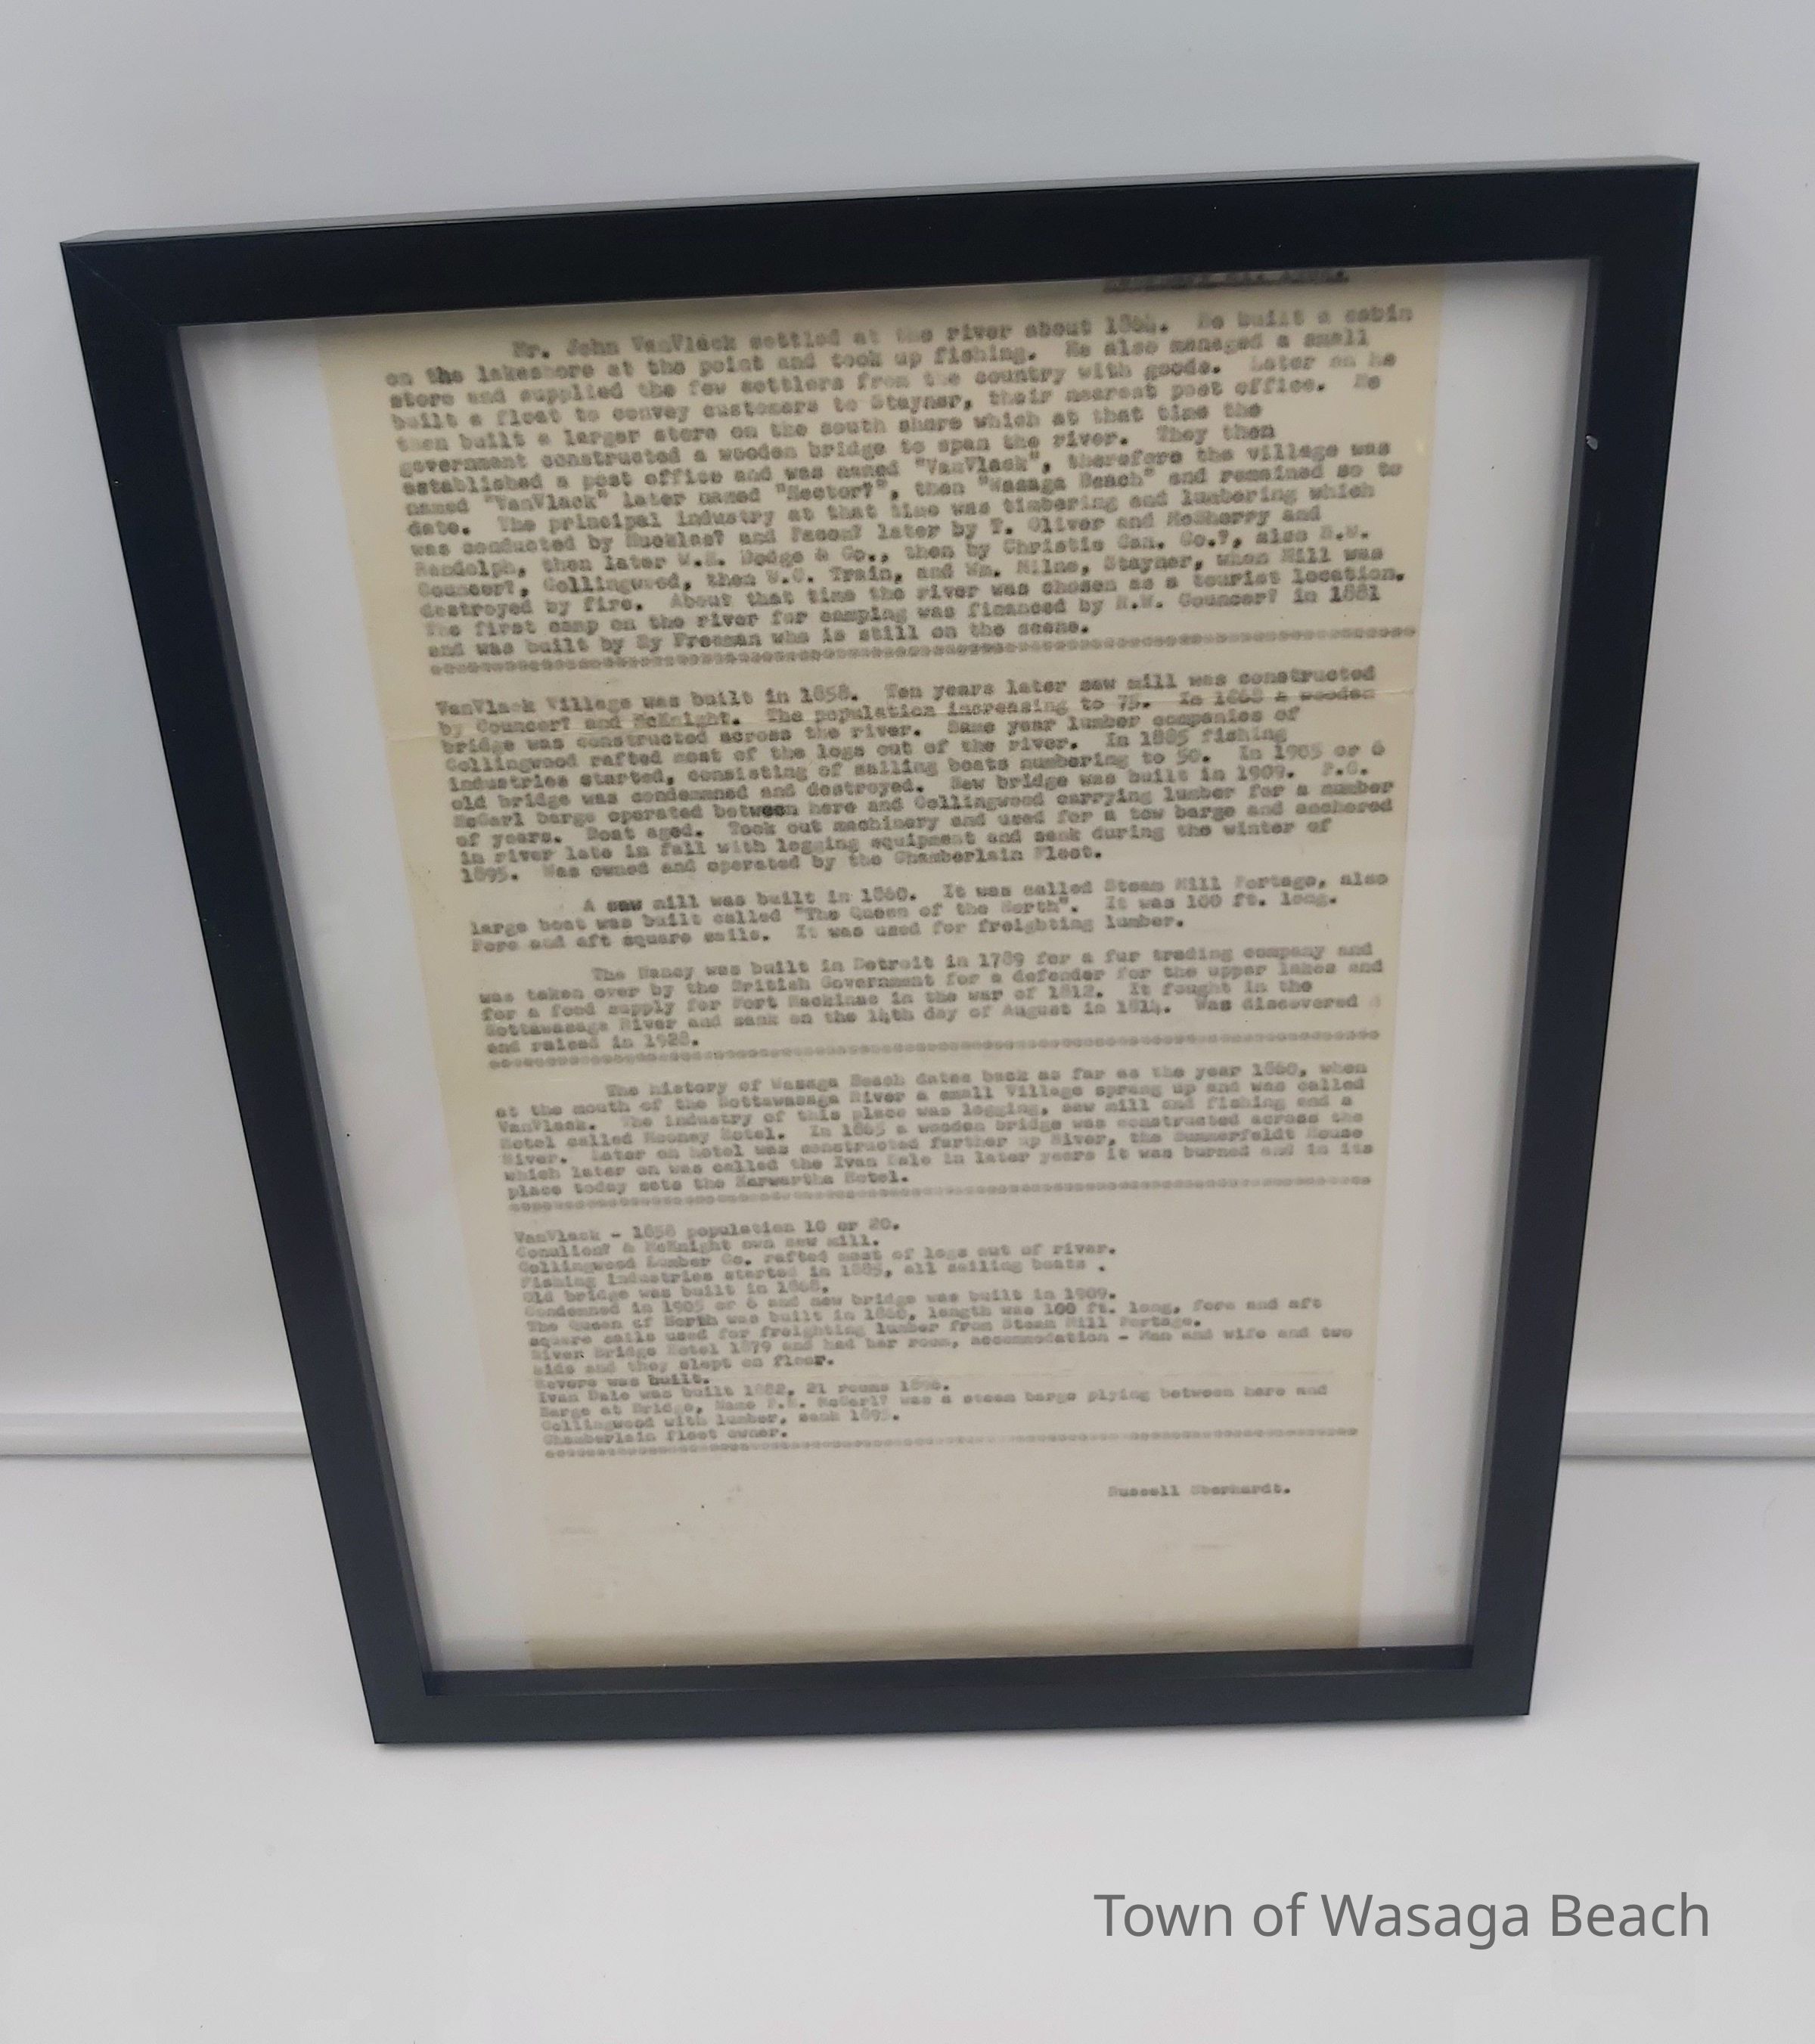 Mr. John VanVlack settled at the river about 1864. He built a cabin
on the lakeshore at the point and took up fishing. He also managed a small
store and supplied the few settlers from the country with goods. Later on he
built a float to convey customers to Stayner, their nearest post office. He
then built a larger store on the south shore which at that time the
government constructed a wooden bridge to span the river. They then
established a post office and was named "VanVlack", therefore the village was
named "VanVlack" later named "Hector?", then "Wasaga Beach" and remained so to
date. The principal industry at that time was timbering and lumbering which
was conducted by and later by T. Oliver and McSherry and
Randolph, then later W.E. Dodge & Co., then by Christie Can. Co.?, also
Councer?, Collingwood, then Train, and Wm. Milne, Stayner, when Mill was
destroyed by fire. About that time the river was chosen as a tourist location.
The first camp on the river for camping was financed by H.W. Councer? in 1881
and was built by Hy Freeman who is still on the scene.
VanVlack Village was built in 1858. Ten years later saw mill was constructed
by Councer? and McKnight. The population increasing to 75. In 1868 a wooden
bridge was constructed across the river. Same year lumber companies of
Collingwood rafted most of the logs out of the river. In 1885 fishing
industries started, consisting of sailing boats numbering to 50. In 1905 or 6
old bridge was condemned and destroyed. New bridge was built in 1909.
McCarl barge operated between here and Collingwood carrying lumber for a number
of years. Boat aged. Took out machinery and used for a tow barge and anchored
in river late in fall with logging equipment and sank during the winter of
1895. Was owned and operated by the Chamberlain Fleet.
A saw mill was built in 1860. It was called Steam Mill Portage, also
large boat was built called "The Queen of the North". It was 100 ft. long.
Fore and aft square sails. It was used for freighting lumber.
The Nancy was built in Detroit in 1789 for a fur trading company and
was taken over by the British Government for a defender for the upper lakes and
for a food supply for Fort Mackinac in the war of 1812. It fought in the
Nottawasaga River and sank on the 14th day of August in 1814. Was discovered
and raised in 1928.
The history of Wasaga Beach dates back as far as the year 1860, when
at the mouth of the Nottawasaga River a small Village sprang up and was called
VanVlack. The industry of this place was logging, saw mill and fishing and a
Hotel called Mooney Hotel. In 1865 a wooden bridge was constructed across the
River. Later on hotel was constructed further up River, the Summerfeldt House
which later on was called the Ivan Dale in later years it was burned and in its
place today sets the Karwartha Hotel.
VanVlack - 1858 population 10 or 20.
& McKnight own saw mill.
Collingwood Lumber Co. rafted most of logs out of river.
Fishing industries started in 1885, all sailing boats .
Old bridge was built in 1868.
Condemned in 1905 or 6 and new bridge was built in 1909.
The Queen of North was built in 1860, length was 100 ft. long, fore and aft
square sails used for freighting lumber from Steam Mill Portage.
River Bridge Hotel 1879 and had bar room, accommodation - Man and wife and two
kids and they slept on floor.
was built.
Ivan Dale was built 1882, 21 rooms
Barge at Bridge, Name McCarl? was a steam barge plying between here and
Collingwood with lumber, sank 1895.
Chamberlain fleet owner.
Russell Eberhardt.
Town of Wasaga Beach